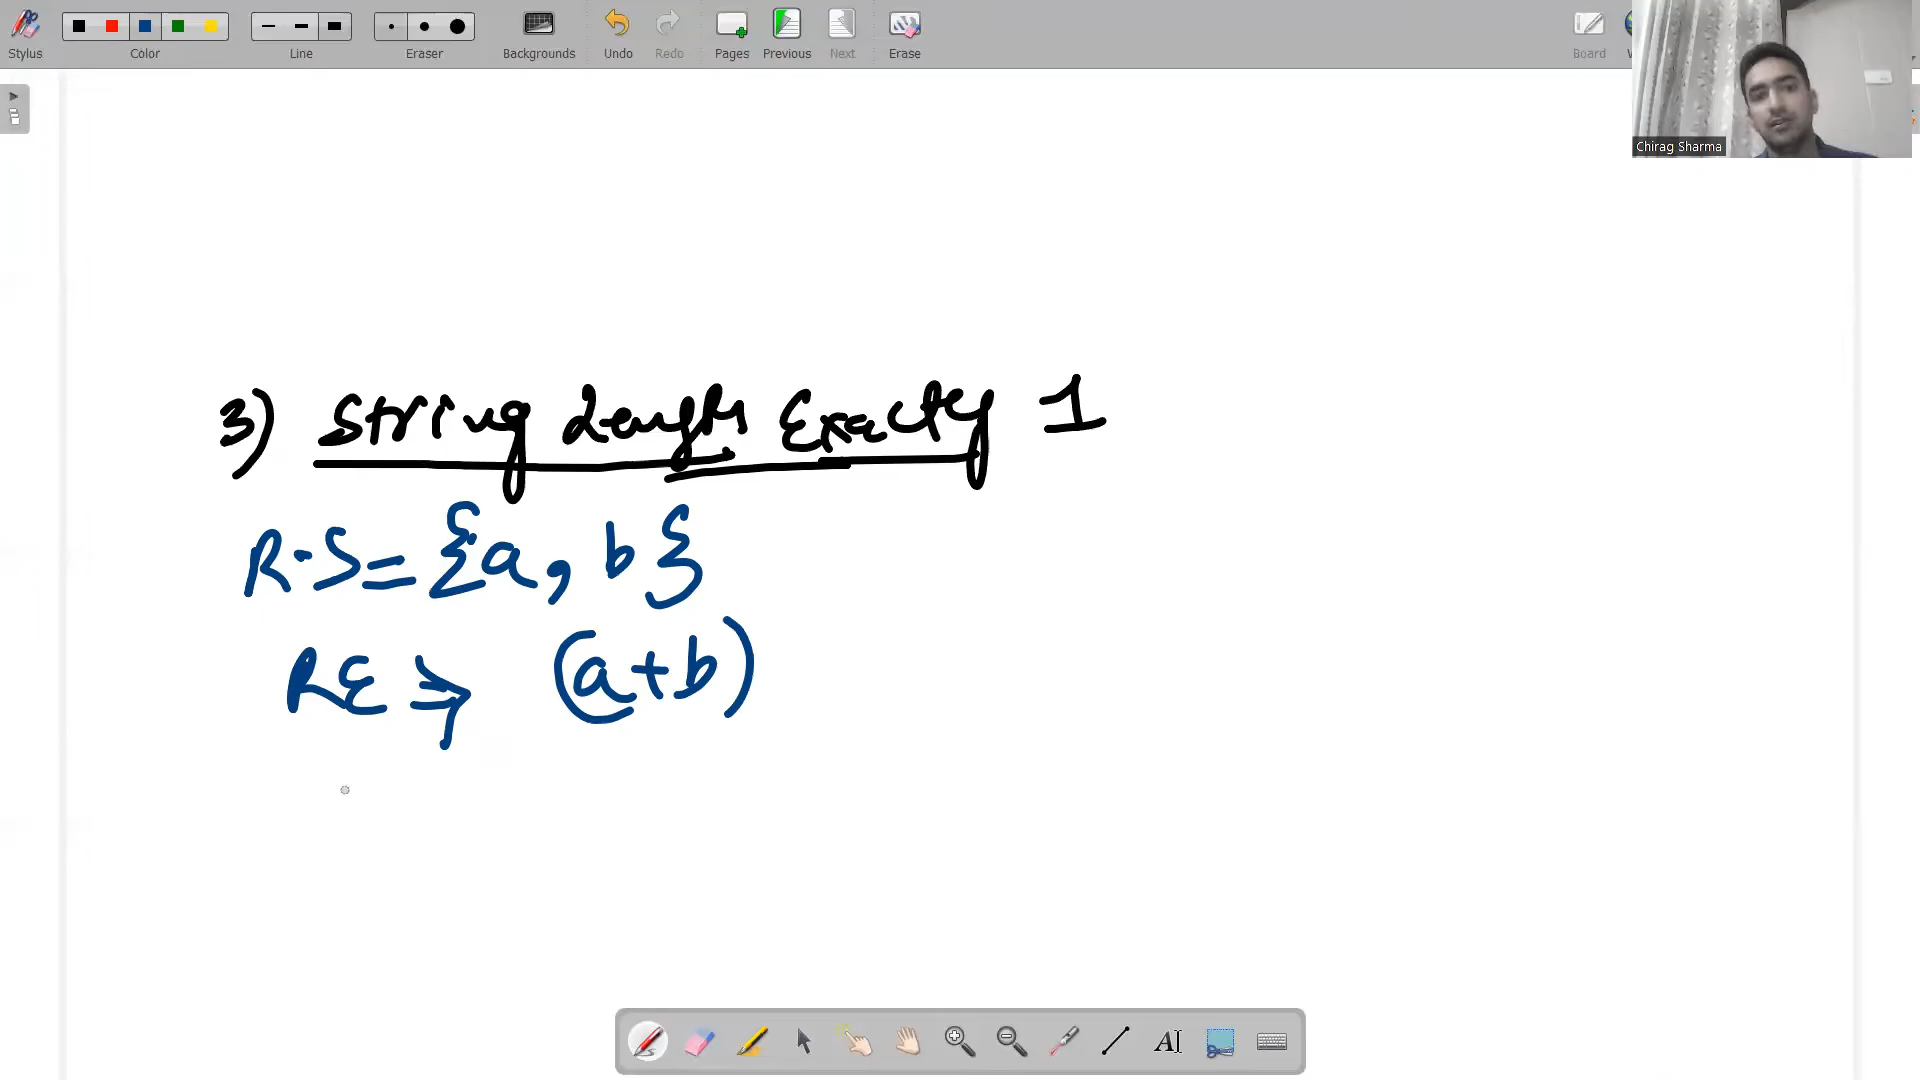 Stylus Color Line Eraser Backgrounds Undo Redo Pages Previous Next Erase Board
Chirag Sharma
3) String Length Exactly 1
R.S = {a, b}
RE ⇒ (a+b)